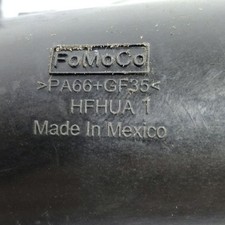 FoMoCo
>PA66+GF35<
HFHUA 1
Made In Mexico